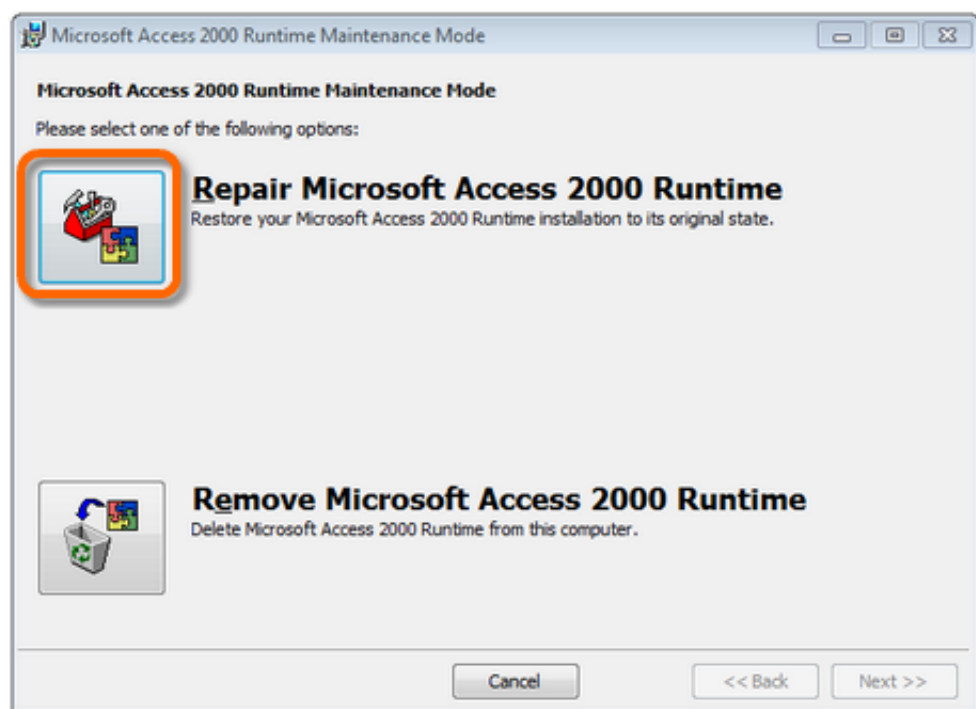 Microsoft Access 2000 Runtime Maintenance Mode
Microsoft Access 2000 Runtime Maintenance Mode
Please select one of the following options:
Repair Microsoft Access 2000 Runtime
Restore your Microsoft Access 2000 Runtime installation to its original state.
Remove Microsoft Access 2000 Runtime
Delete Microsoft Access 2000 Runtime from this computer.
Cancel << Back Next >>